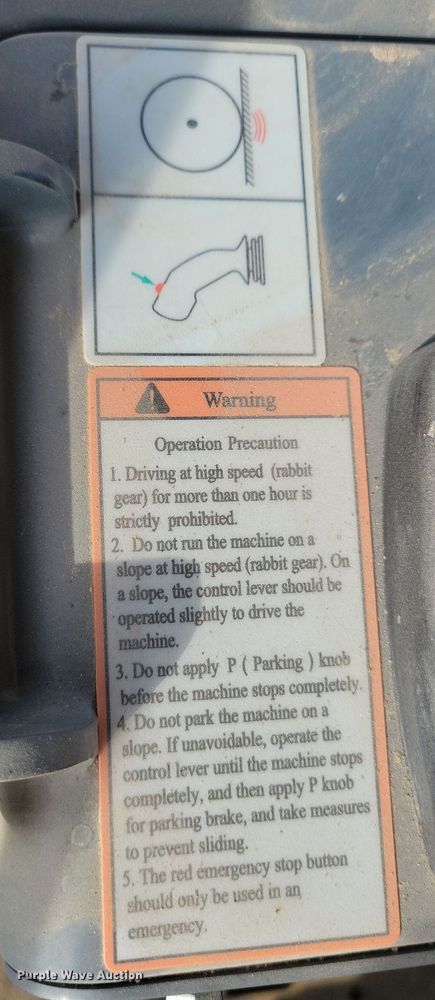 Warning
Operation Precaution
1. Driving at high speed (rabbit
gear) for more than one hour is
strictly prohibited.
2. Do not run the machine on a
slope at high speed (rabbit gear). On
a slope, the control lever should be
operated slightly to drive the
machine.
3. Do not apply P ( Parking ) knob
before the machine stops completely.
4. Do not park the machine on a
slope. If unavoidable, operate the
control lever until the machine stops
completely, and then apply P knob
for parking brake, and take measures
to prevent sliding.
5. The red emergency stop button
should only be used in an
emergency.
Purple Wave Auction